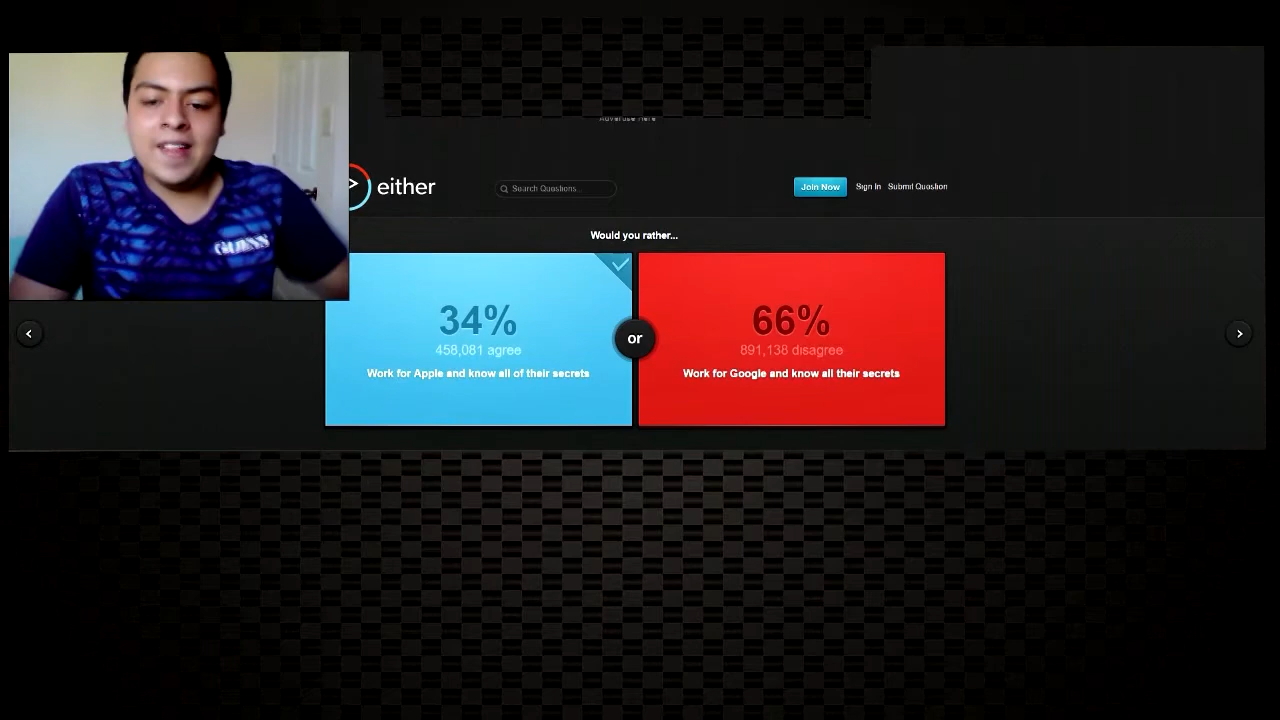 Advertise Here
either
Search Questions...
Join Now
Sign In
Submit Question
Would you rather...
34%
458,081 agree
Work for Apple and know all of their secrets
or
66%
891,138 disagree
Work for Google and know all their secrets
GUESS